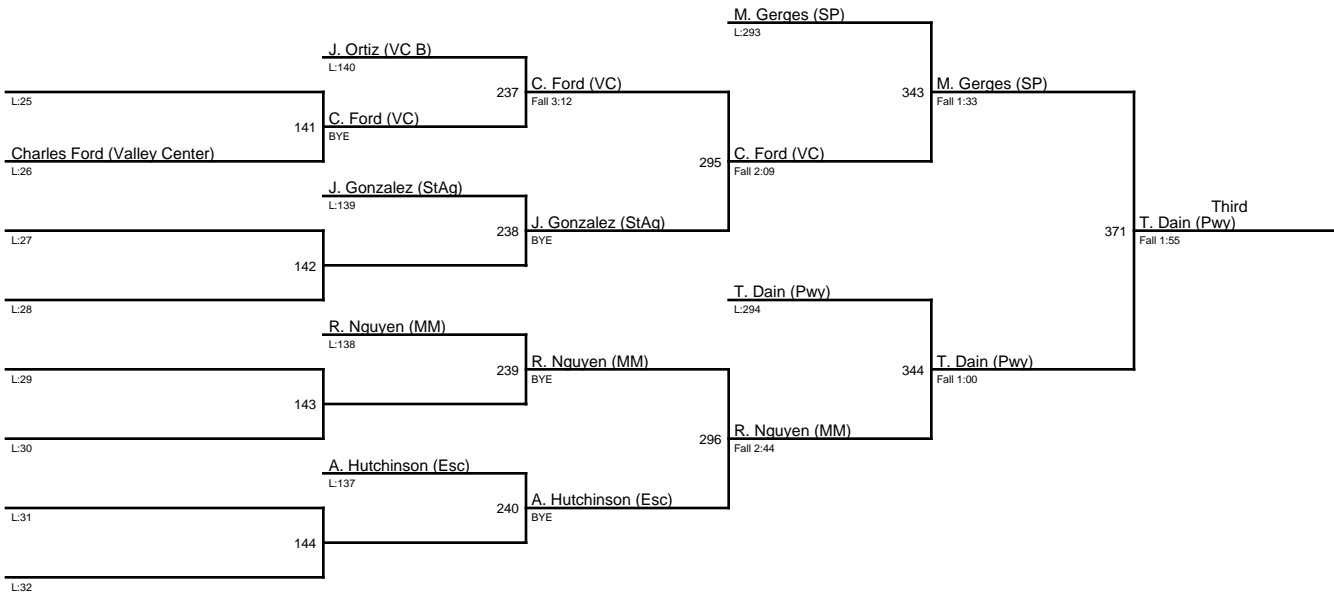 M. Gerges (SP)
L:293
J. Ortiz (VC B)
L:140
237
C. Ford (VC)
Fall 3:12
343
M. Gerges (SP)
Fall 1:33
L:25
141
C. Ford (VC)
BYE
Charles Ford (Valley Center)
L:26
295
C. Ford (VC)
Fall 2:09
J. Gonzalez (StAg)
L:139
Third
L:27
238
J. Gonzalez (StAg)
BYE
371
T. Dain (Pwy)
Fall 1:55
142
L:28
T. Dain (Pwy)
L:294
R. Nguyen (MM)
L:138
L:29
239
R. Nguyen (MM)
BYE
344
T. Dain (Pwy)
Fall 1:00
143
L:30
296
R. Nguyen (MM)
Fall 2:44
A. Hutchinson (Esc)
L:137
L:31
240
A. Hutchinson (Esc)
BYE
144
L:32